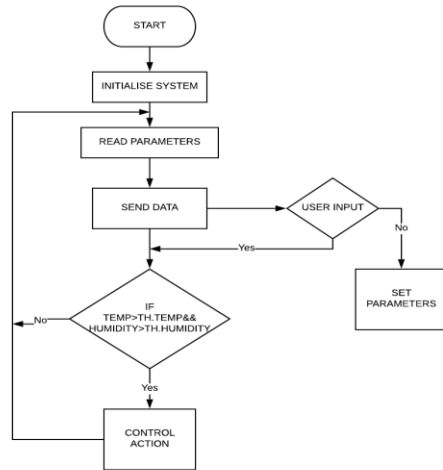 START
INITIALISE SYSTEM
READ PARAMETERS
SEND DATA
USER INPUT
No
Yes
SET
PARAMETERS
IF
TEMP>TH.TEMP&&
HUMIDITY>TH.HUMIDITY
No
Yes
CONTROL
ACTION